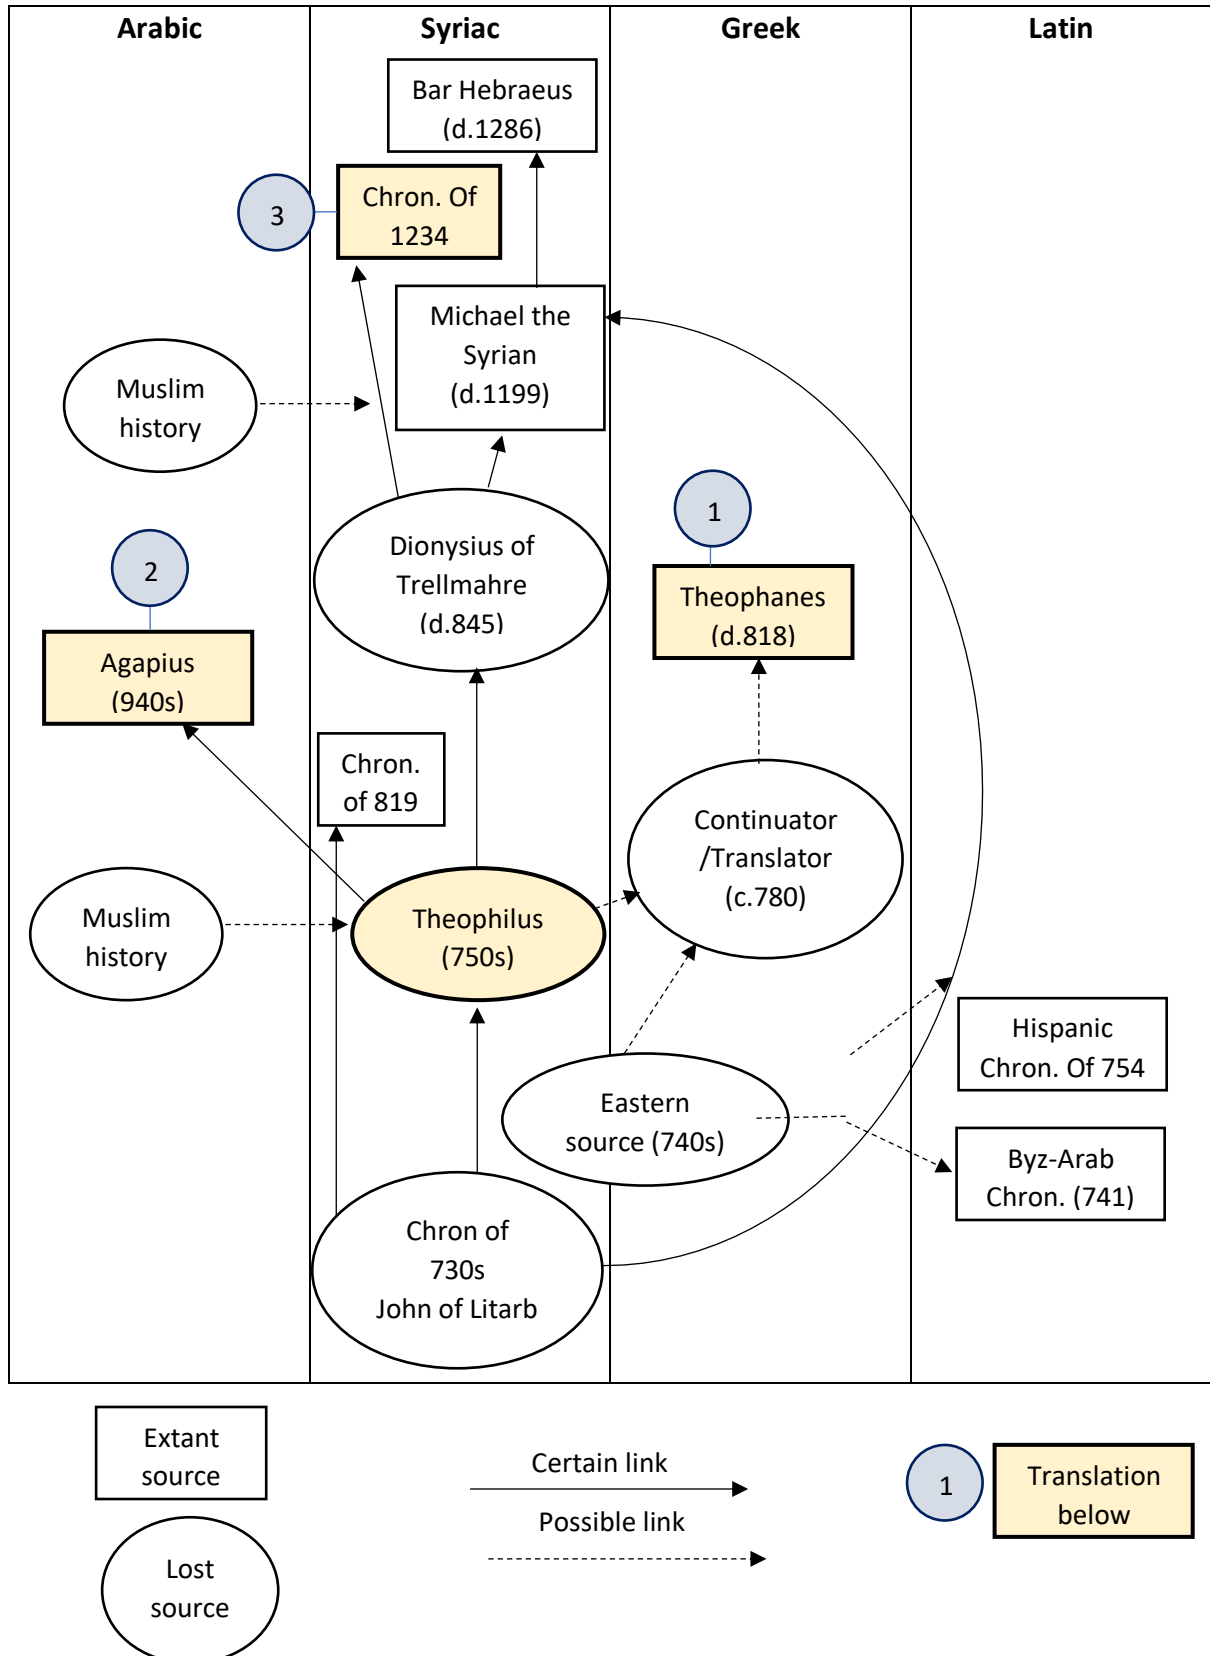 Arabic
Syriac
Greek
Latin
Bar Hebraeus
(d.1286)
3
Chron. Of
1234
Michael the
Syrian
(d.1199)
Muslim
history
1
Dionysius of
Trellmahre
(d.845)
2
Theophanes
(d.818)
Agapius
(940s)
Chron.
of 819
Continuator
/Translator
(c.780)
Muslim
history
Theophilus
(750s)
Hispanic
Chron. Of 754
Eastern
source (740s)
Byz-Arab
Chron. (741)
Chron of
730s
John of Litarb
Extant
source
Certain link
Possible link
1
Translation
below
Lost
source